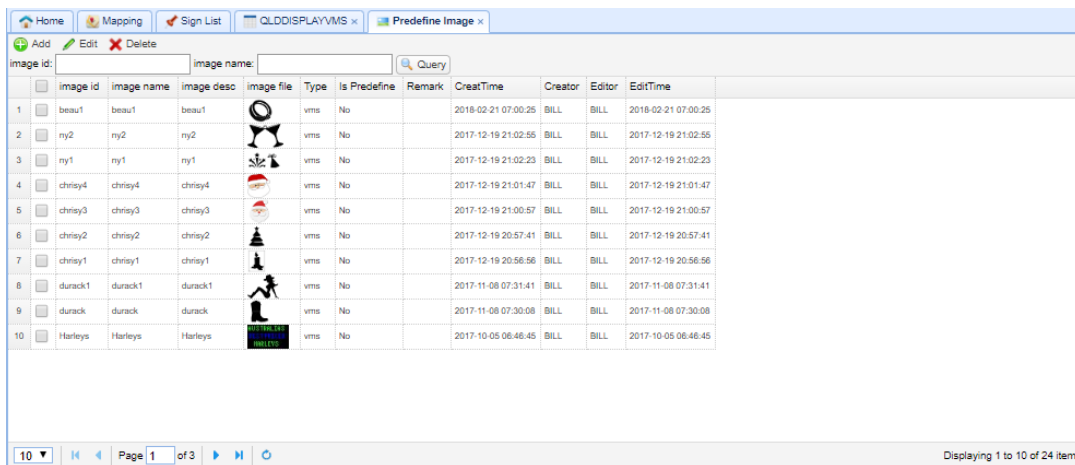 Home Mapping Sign List QLDDISPLAYVMS × Predefine Image ×
Add Edit Delete
image id: image name: Query
image id image name image desc image file Type Is Predefine Remark CreatTime Creator Editor EditTime
1 beau1 beau1 beau1 vms No 2018-02-21 07:00:25 BILL BILL 2018-02-21 07:00:25
2 ny2 ny2 ny2 vms No 2017-12-19 21:02:55 BILL BILL 2017-12-19 21:02:55
3 ny1 ny1 ny1 vms No 2017-12-19 21:02:23 BILL BILL 2017-12-19 21:02:23
4 chrisy4 chrisy4 chrisy4 vms No 2017-12-19 21:01:47 BILL BILL 2017-12-19 21:01:47
5 chrisy3 chrisy3 chrisy3 vms No 2017-12-19 21:00:57 BILL BILL 2017-12-19 21:00:57
6 chrisy2 chrisy2 chrisy2 vms No 2017-12-19 20:57:41 BILL BILL 2017-12-19 20:57:41
7 chrisy1 chrisy1 chrisy1 vms No 2017-12-19 20:56:56 BILL BILL 2017-12-19 20:56:56
8 durack1 durack1 durack1 vms No 2017-11-08 07:31:41 BILL BILL 2017-11-08 07:31:41
9 durack durack durack vms No 2017-11-08 07:30:08 BILL BILL 2017-11-08 07:30:08
10 Harleys Harleys Harleys HARLEYS vms No 2017-10-05 06:46:45 BILL BILL 2017-10-05 06:46:45
10 Page 1 of 3 Displaying 1 to 10 of 24 item